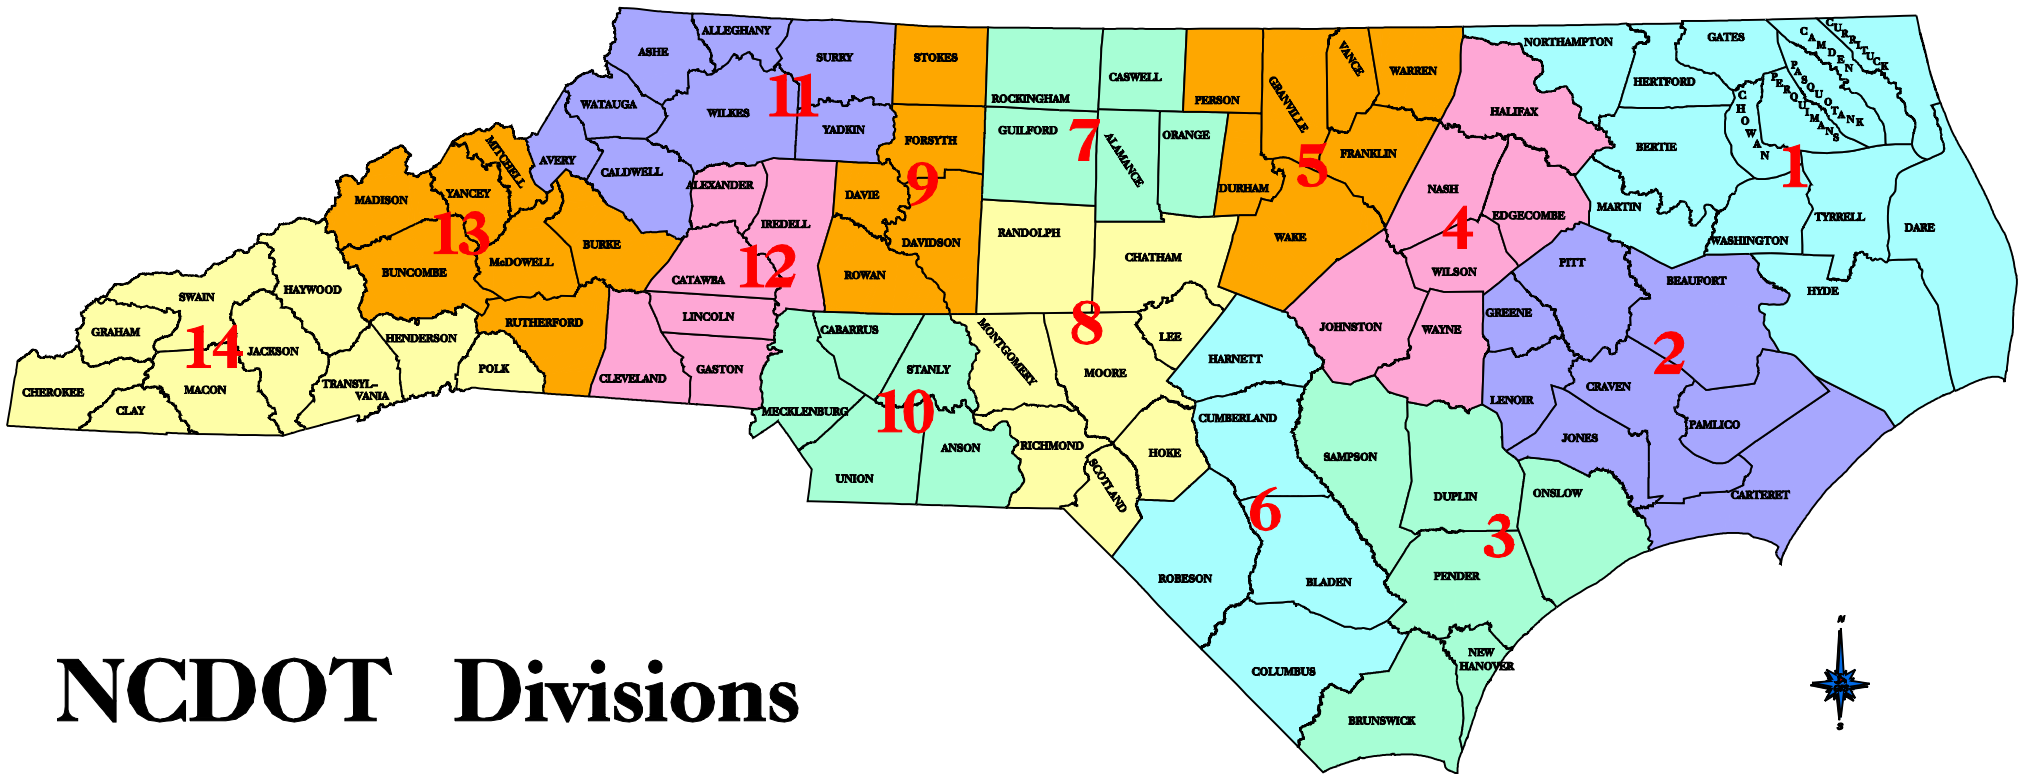 ALLEGHANY
ASHE
SURRY
STOKES
ROCKINGHAM
CASWELL
PERSON
GRANVILLE
VANCE
WARREN
NORTHAMPTON
GATES
CAMDEN
CURRITUCK
HERTFORD
PASQUOTANK
PERQUIMANS
CHOWAN
HALIFAX
WATAUGA
WILKES
11
YADKIN
FORSYTH
GUILFORD
7
ALAMANCE
ORANGE
DURHAM
5
FRANKLIN
BERTIE
1
MITCHELL
AVERY
CALDWELL
ALEXANDER
IREDELL
DAVIE
9
NASH
EDGECOMBE
MARTIN
MADISON
YANCEY
13
BURKE
McDOWELL
BUNCOMBE
CATAWBA
12
ROWAN
DAVIDSON
RANDOLPH
CHATHAM
WAKE
4
WILSON
PITT
WASHINGTON
TYRRELL
DARE
SWAIN
HAYWOOD
RUTHERFORD
LINCOLN
CABARRUS
8
LEE
JOHNSTON
WAYNE
GREENE
BEAUFORT
HYDE
GRAHAM
14
JACKSON
HENDERSON
POLK
CLEVELAND
GASTON
STANLY
MONTGOMERY
MOORE
HARNETT
2
CHEROKEE
CLAY
MACON
TRANSYL-
VANIA
MECKLENBURG
10
CUMBERLAND
LENOIR
CRAVEN
PAMLICO
JONES
UNION
ANSON
RICHMOND
SCOTLAND
HOKE
SAMPSON
DUPLIN
ONSLOW
CARTERET
6
3
ROBESON
BLADEN
PENDER
COLUMBUS
NEW
HANOVER
BRUNSWICK
NCDOT Divisions
N
S